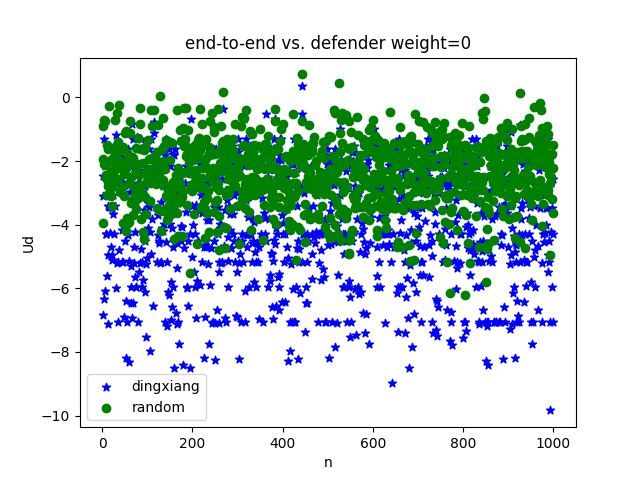 end-to-end vs. defender weight=0
Ud
0
−2
−4
−6
−8
−10
dingxiang
random
0
200
400
600
800
1000
n